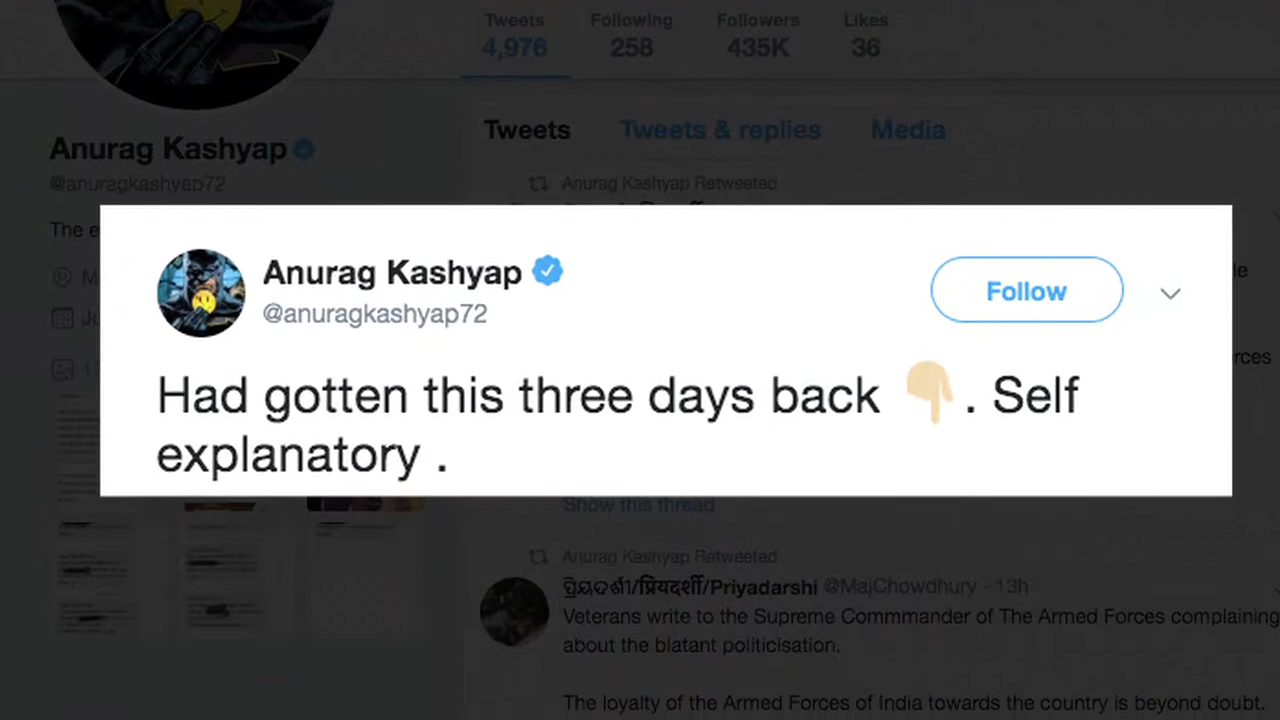 Tweets Following Followers Likes
4,976 258 435K 36
Tweets Tweets & replies Media
Anurag Kashyap
@anuragkashyap72
Anurag Kashyap Retweeted
The
Anurag Kashyap
@anuragkashyap72
Follow
Had gotten this three days back 👇🏼. Self
explanatory .
Show this thread
Anurag Kashyap Retweeted
ପ୍ରିୟଦର୍ଶୀ/प्रियदर्शी/Priyadarshi @MajChowdhury · 13h
Veterans write to the Supreme Commmander of The Armed Forces complaining
about the blatant politicisation.
The loyalty of the Armed Forces of India towards the country is beyond doubt.